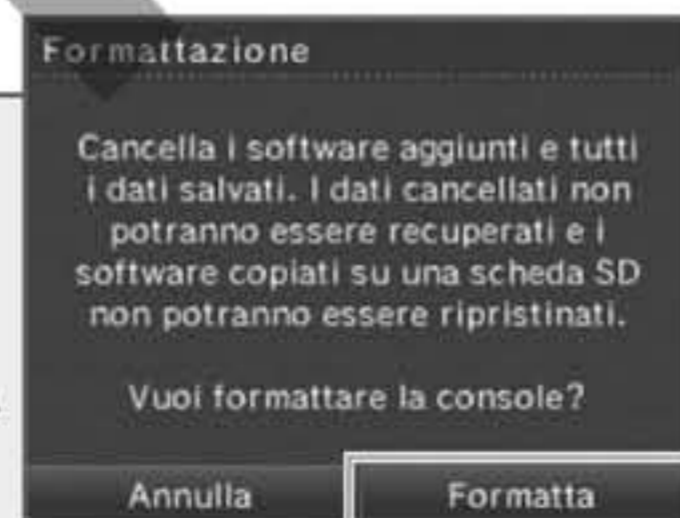 Formattazione
Cancella i software aggiunti e tutti
i dati salvati. I dati cancellati non
potranno essere recuperati e i
software copiati su una scheda SD
non potranno essere ripristinati.
Vuoi formattare la console?
Annulla
Formatta